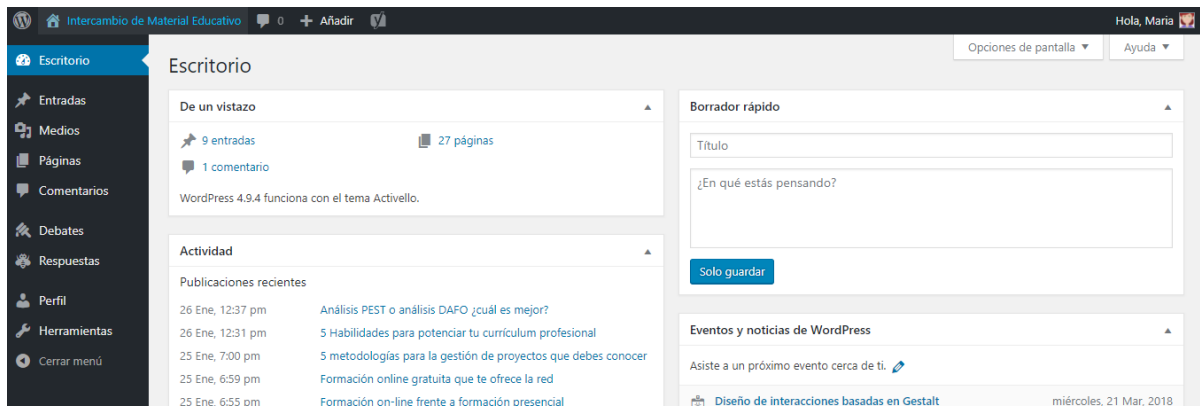 Intercambio de Material Educativo 0 Añadir Hola, Maria
Opciones de pantalla Ayuda
Escritorio
Entradas
Medios
Páginas
Comentarios
Debates
Respuestas
Perfil
Herramientas
Cerrar menú
Escritorio
De un vistazo
9 entradas 27 páginas
1 comentario
WordPress 4.9.4 funciona con el tema Activello.
Actividad
Publicaciones recientes
26 Ene, 12:37 pm Análisis PEST o análisis DAFO ¿cuál es mejor?
26 Ene, 12:31 pm 5 Habilidades para potenciar tu currículum profesional
25 Ene, 7:00 pm 5 metodologías para la gestión de proyectos que debes conocer
25 Ene, 6:59 pm Formación online gratuita que te ofrece la red
25 Ene, 6:55 pm Formación on-line frente a formación presencial
Borrador rápido
Título
¿En qué estás pensando?
Solo guardar
Eventos y noticias de WordPress
Asiste a un próximo evento cerca de ti.
Diseño de interacciones basadas en Gestalt miércoles, 21 Mar, 2018